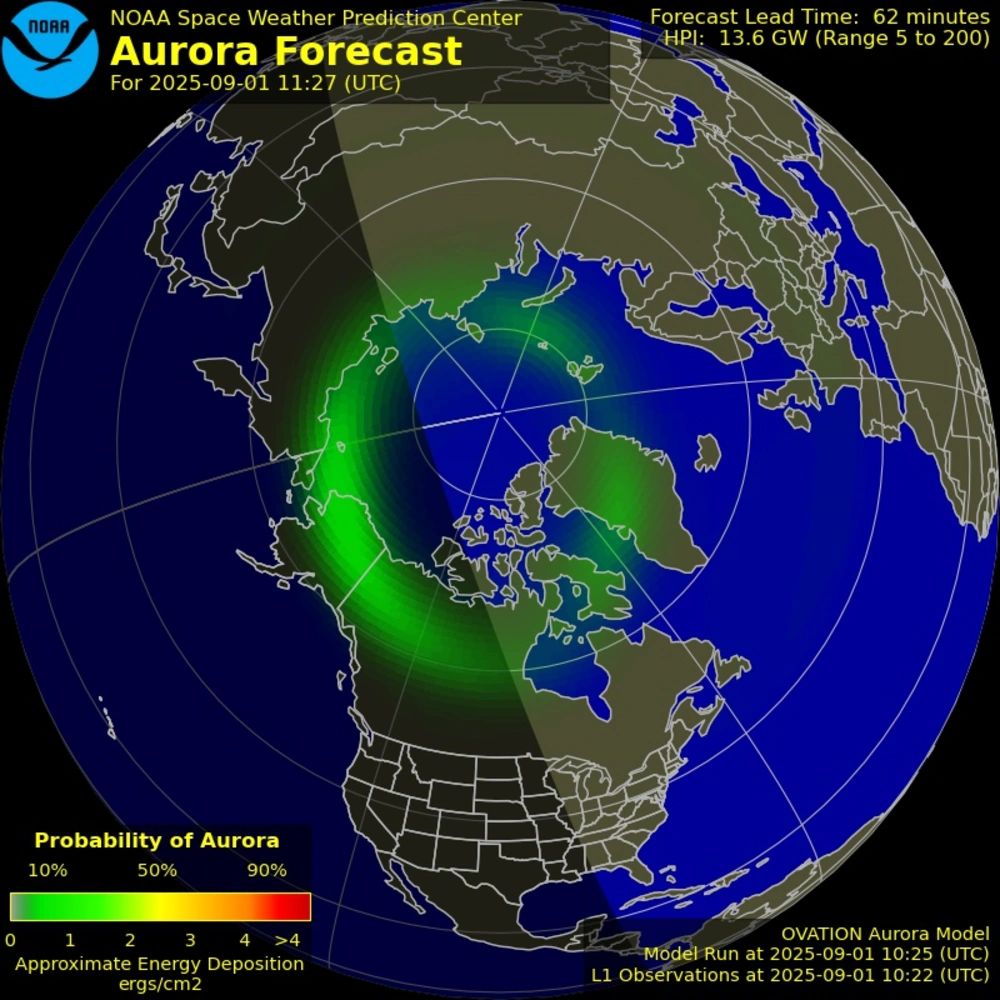 NOAA
NOAA Space Weather Prediction Center
Aurora Forecast
For 2025-09-01 11:27 (UTC)
Forecast Lead Time: 62 minutes
HPI: 13.6 GW (Range 5 to 200)
Probability of Aurora
10% 50% 90%
0 1 2 3 4 >4
Approximate Energy Deposition
ergs/cm2
OVATION Aurora Model
Model Run at 2025-09-01 10:25 (UTC)
L1 Observations at 2025-09-01 10:22 (UTC)